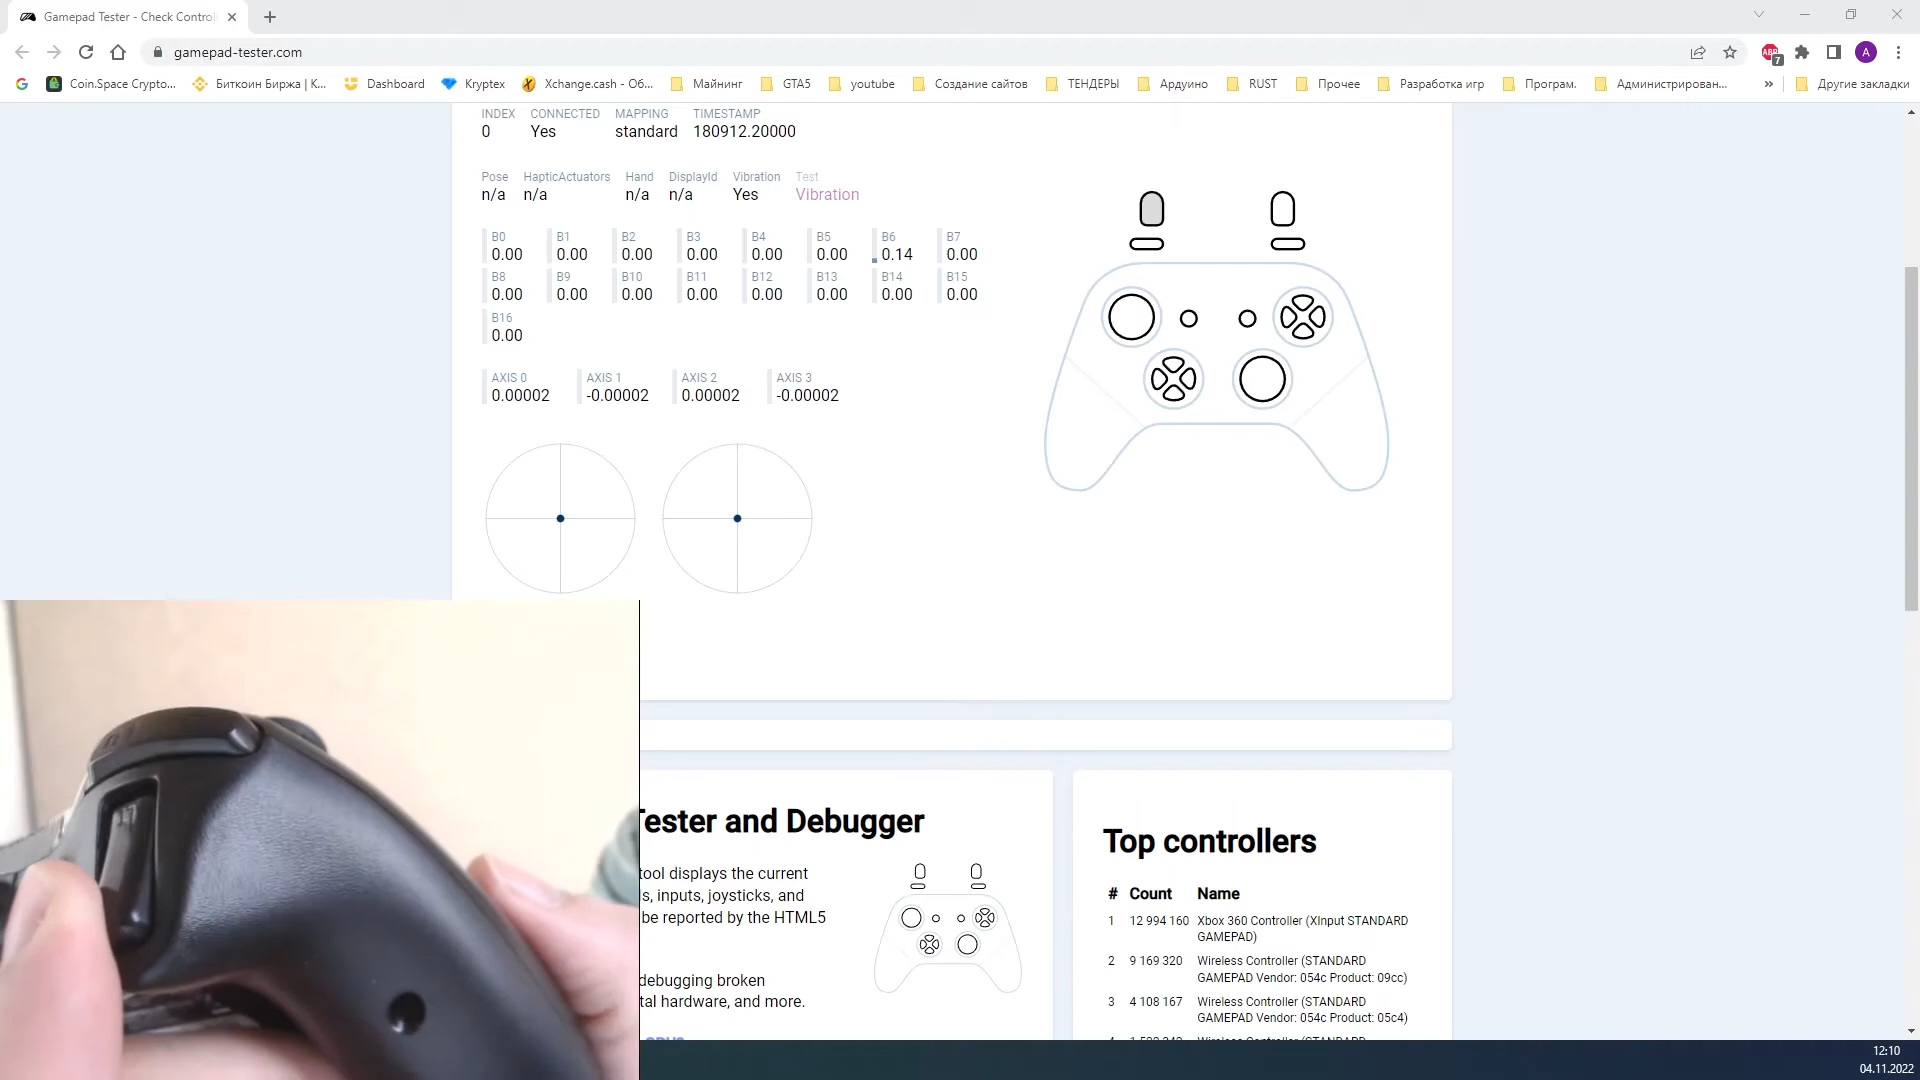 Gamepad Tester - Check Control
gamepad-tester.com
ABP
7
A
Coin.Space Crypto...
Биткоин Биржа | К...
Dashboard
Kryptex
Xchange.cash - Об...
Майнинг
GTA5
youtube
Создание сайтов
ТЕНДЕРЫ
Ардуино
RUST
Прочее
Разработка игр
Програм.
Администрирован...
»
Другие закладки
INDEX CONNECTED MAPPING TIMESTAMP
0 Yes standard 180912.20000
Pose HapticActuators Hand DisplayId Vibration Test
n/a n/a n/a n/a Yes Vibration
B0 B1 B2 B3 B4 B5 B6 B7
0.00 0.00 0.00 0.00 0.00 0.00 0.14 0.00
B8 B9 B10 B11 B12 B13 B14 B15
0.00 0.00 0.00 0.00 0.00 0.00 0.00 0.00
B16
0.00
AXIS 0 AXIS 1 AXIS 2 AXIS 3
0.00002 -0.00002 0.00002 -0.00002
Tester and Debugger
tool displays the current
s, inputs, joysticks, and
be reported by the HTML5
debugging broken
tal hardware, and more.
Top controllers
# Count Name
1 12 994 160 Xbox 360 Controller (XInput STANDARD
GAMEPAD)
2 9 169 320 Wireless Controller (STANDARD
GAMEPAD Vendor: 054c Product: 09cc)
3 4 108 167 Wireless Controller (STANDARD
GAMEPAD Vendor: 054c Product: 05c4)
12:10
04.11.2022